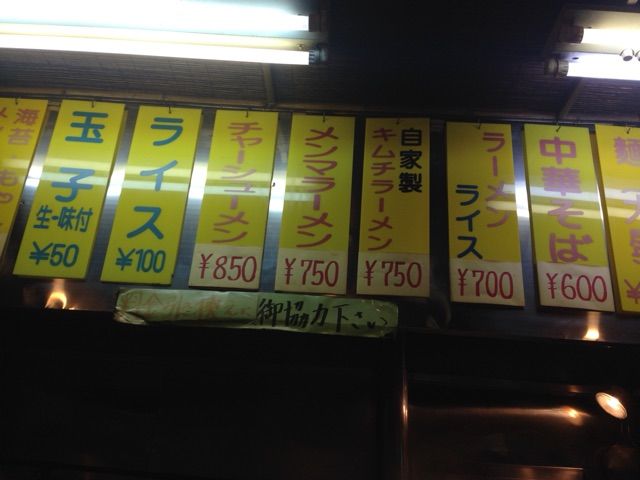 中華そば
¥600
ラーメン
ライス
¥700
自家製
キムチラーメン
¥750
メンマラーメン
¥750
チャーシューメン
¥850
ライス
¥100
玉子
生・味付
¥50
海苔
御協力下さい